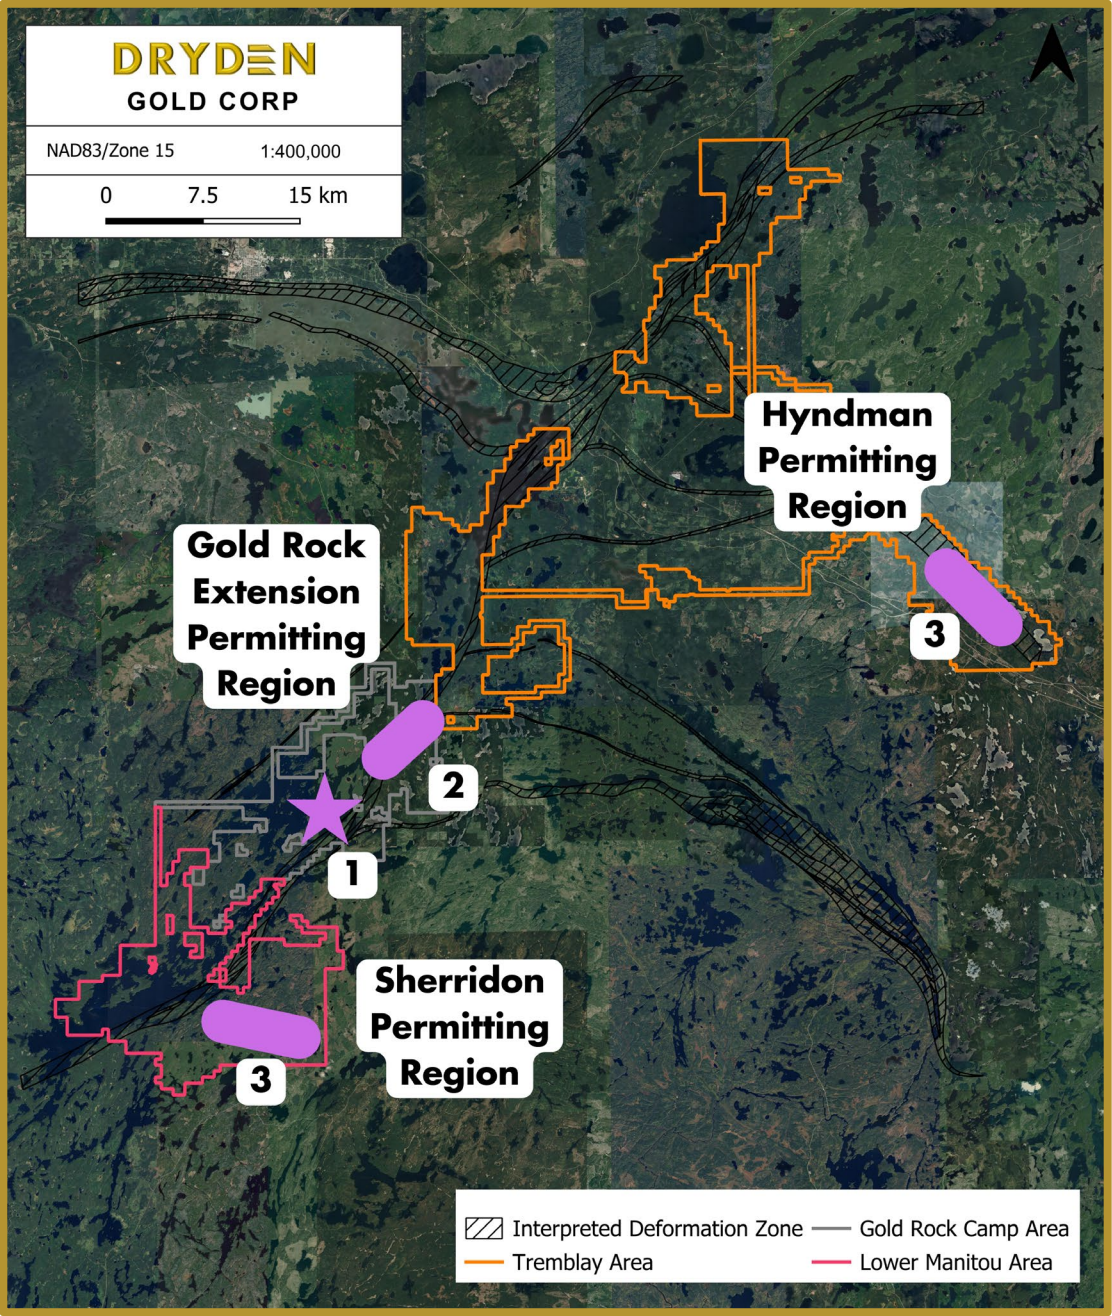 DRYDEN
GOLD CORP
NAD83/Zone 15 1:400,000
0 7.5 15 km
Hyndman
Permitting
Region
Gold Rock
Extension
Permitting
Region
3
2
1
Sherridon
Permitting
Region
3
Interpreted Deformation Zone
Gold Rock Camp Area
Tremblay Area
Lower Manitou Area